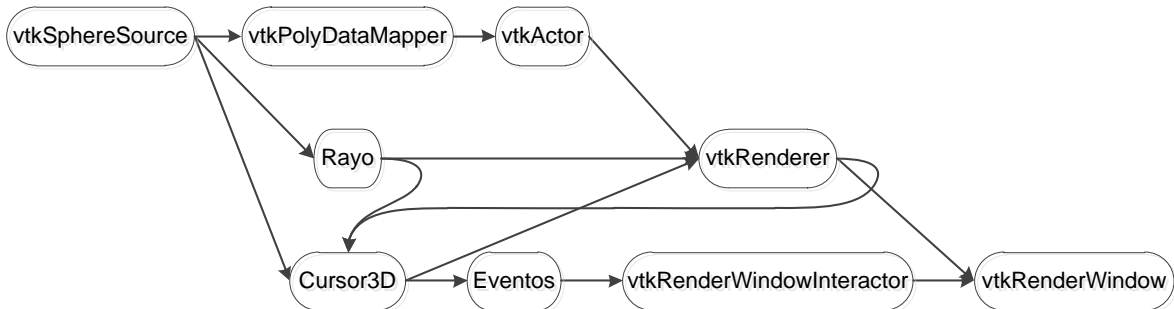 vtkSphereSource
vtkPolyDataMapper
vtkActor
Rayo
vtkRenderer
Cursor3D
Eventos
vtkRenderWindowInteractor
vtkRenderWindow